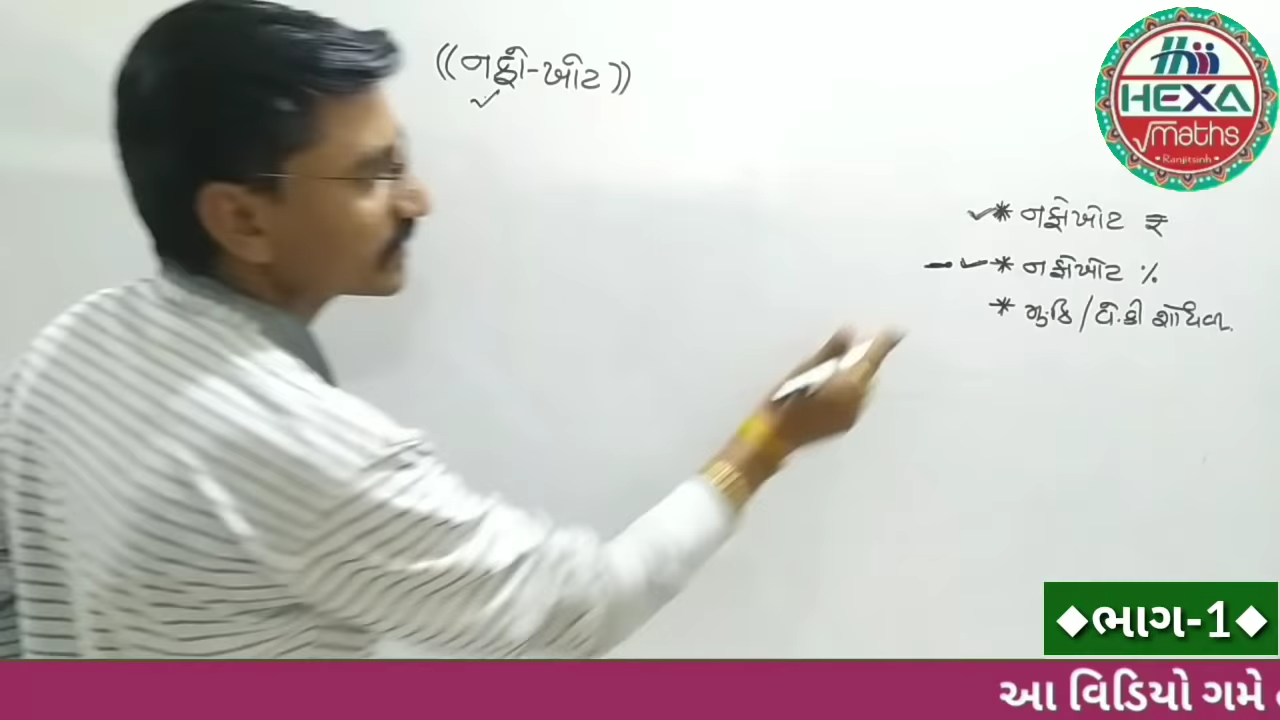 ((નફો-ખોટ))
HEXA
√maths
• Ranjitsinh •
* નફોખોટ ₹
* નફોખોટ %
* મુ.કિં / વે.કી શોધવા.
◆ભાગ-1◆
આ વિડિયો ગમે